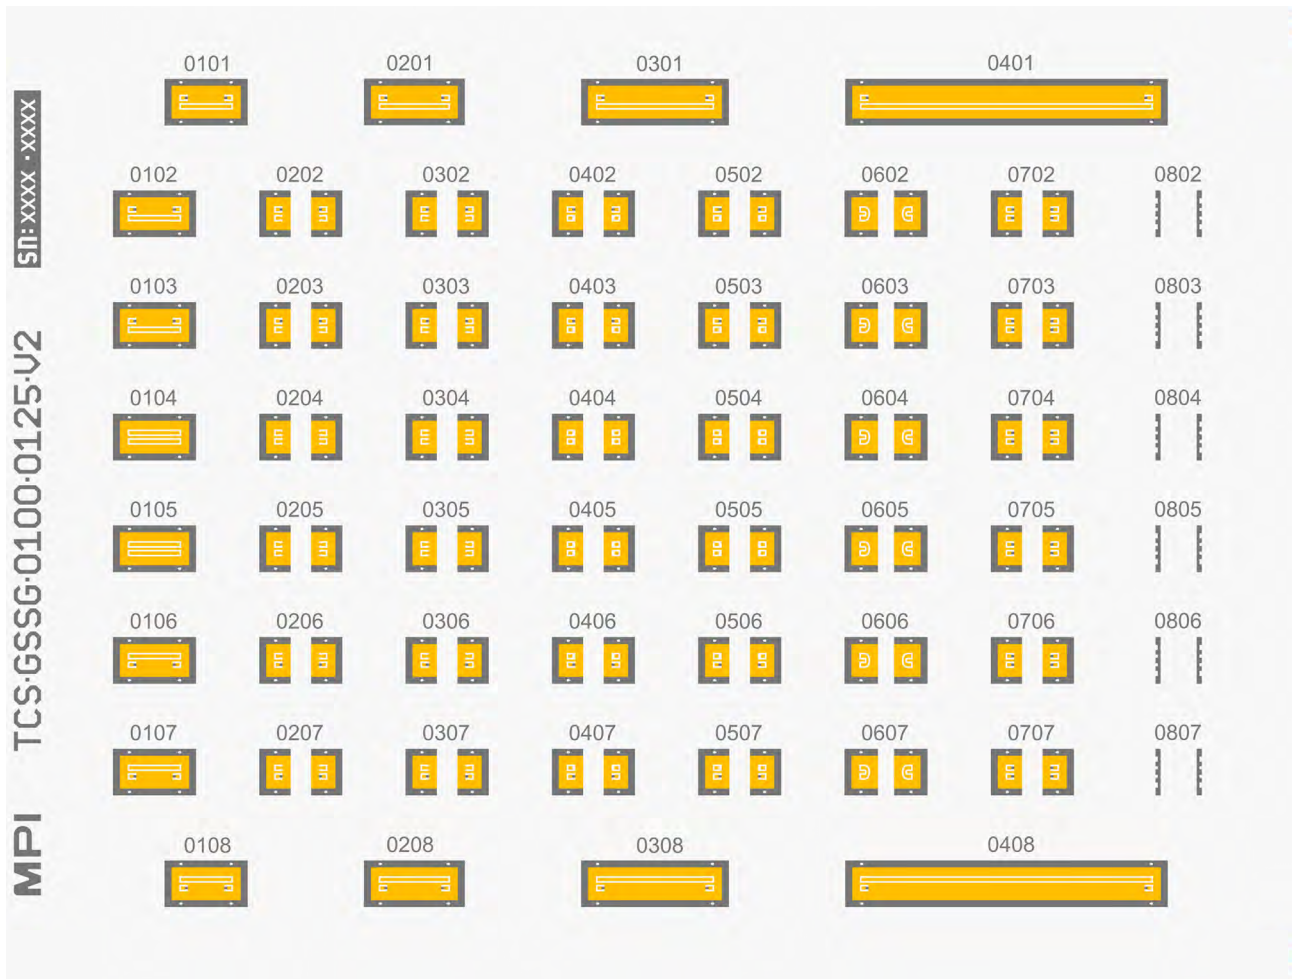 0101 0201 0301 0401
0102 0202 0302 0402 0502 0602 0702 0802
0103 0203 0303 0403 0503 0603 0703 0803
0104 0204 0304 0404 0504 0604 0704 0804
0105 0205 0305 0405 0505 0605 0705 0805
0106 0206 0306 0406 0506 0606 0706 0806
0107 0207 0307 0407 0507 0607 0707 0807
0108 0208 0308 0408
MPI TCS-GSSG-0100-0125-V2 sn:xxxx-xxxx